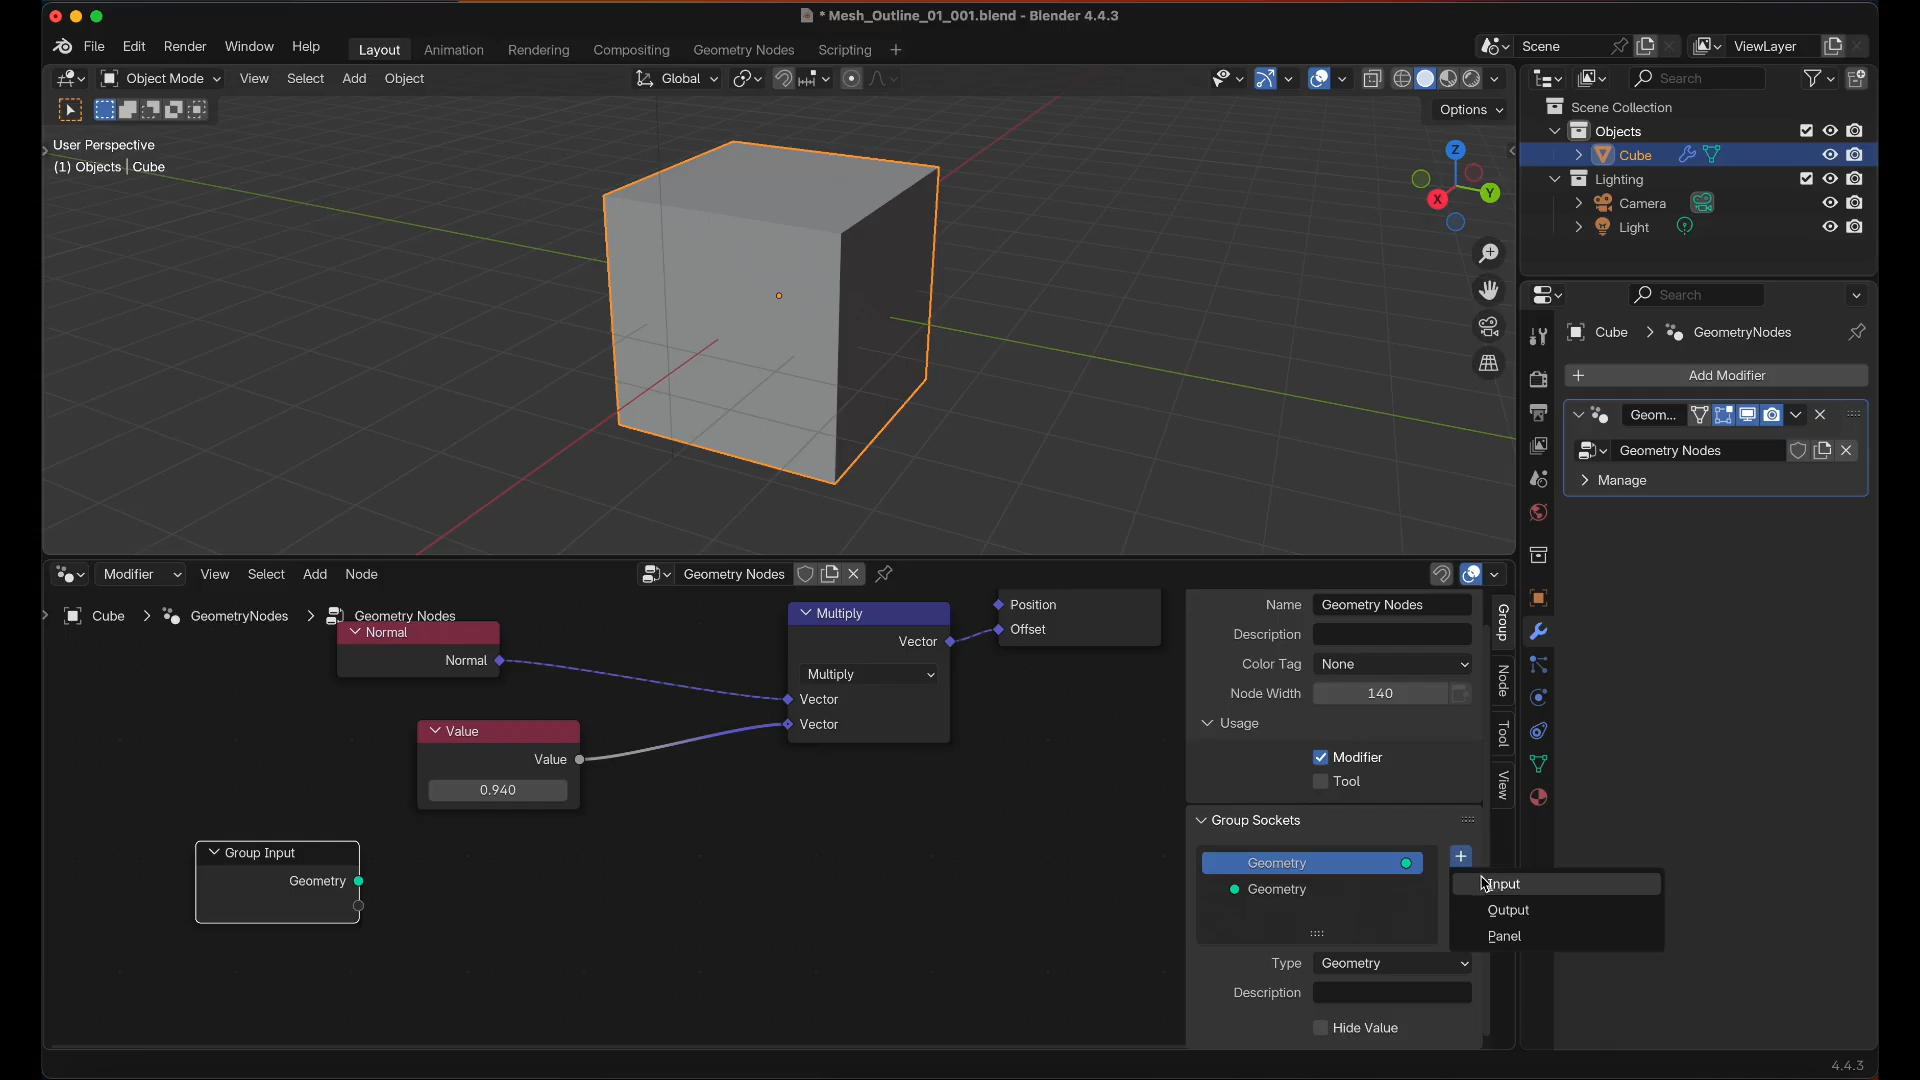 * Mesh_Outline_01_001.blend - Blender 4.4.3
File Edit Render Window Help
Layout Animation Rendering Compositing Geometry Nodes Scripting +
Scene
ViewLayer
Object Mode View Select Add Object
Global
Search
Options
User Perspective
(1) Objects | Cube
Z
Y
X
Scene Collection
Objects
Cube
Lighting
Camera
Light
Search
Cube > GeometryNodes
+ Add Modifier
Geom...
Geometry Nodes
Manage
Modifier View Select Add Node
Geometry Nodes
Cube > GeometryNodes > Geometry Nodes
Normal
Normal
Value
Value
0.940
Group Input
Geometry
Multiply
Vector
Multiply
Vector
Vector
Position
Offset
Name Geometry Nodes
Description
Color Tag None
Node Width 140
Usage
Modifier
Tool
Group Sockets
Geometry
Geometry
Type Geometry
Description
Hide Value
Group
Node
Tool
View
Input
Output
Panel
4.4.3